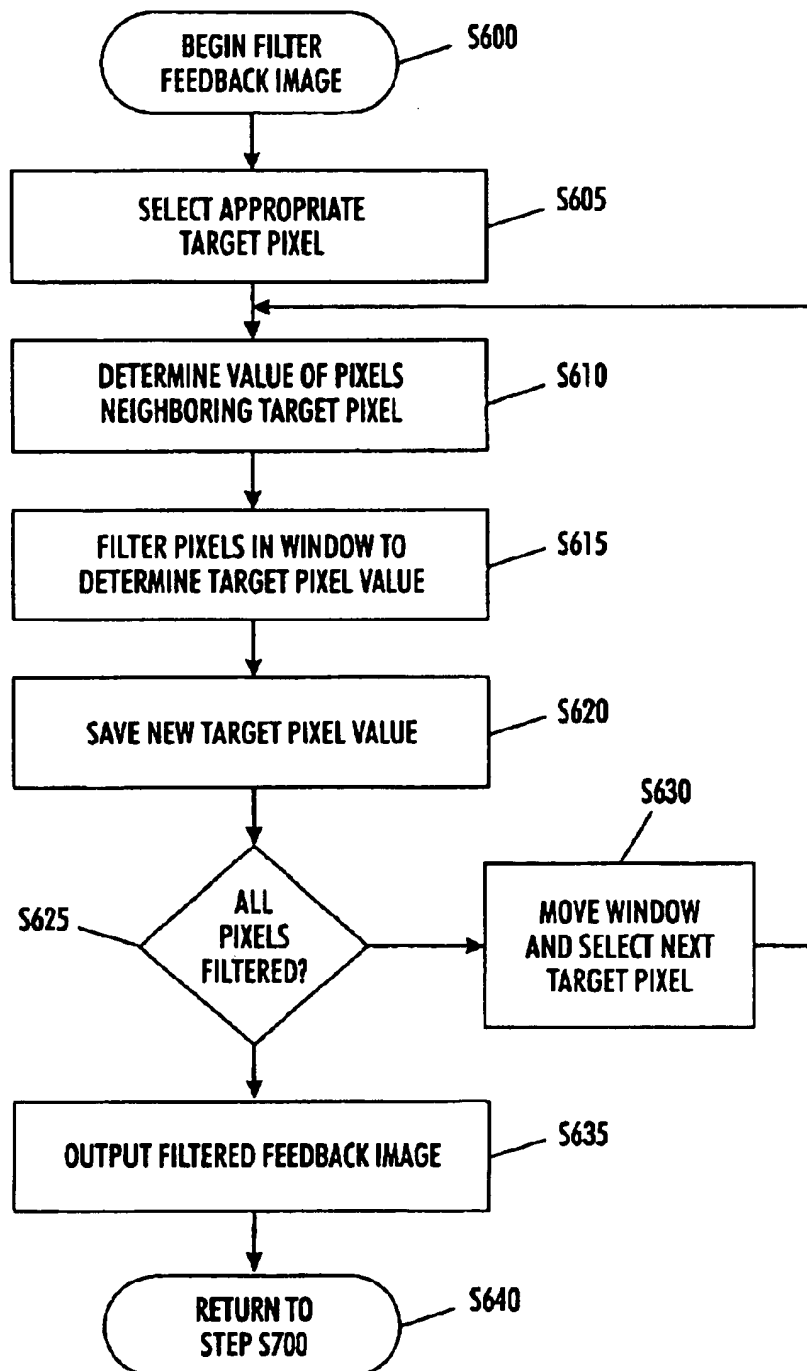 BEGIN FILTER
FEEDBACK IMAGE
S600
SELECT APPROPRIATE
TARGET PIXEL
S605
DETERMINE VALUE OF PIXELS
NEIGHBORING TARGET PIXEL
S610
FILTER PIXELS IN WINDOW TO
DETERMINE TARGET PIXEL VALUE
S615
SAVE NEW TARGET PIXEL VALUE
S620
S625
ALL
PIXELS
FILTERED?
S630
MOVE WINDOW
AND SELECT NEXT
TARGET PIXEL
OUTPUT FILTERED FEEDBACK IMAGE
S635
RETURN TO
STEP S700
S640